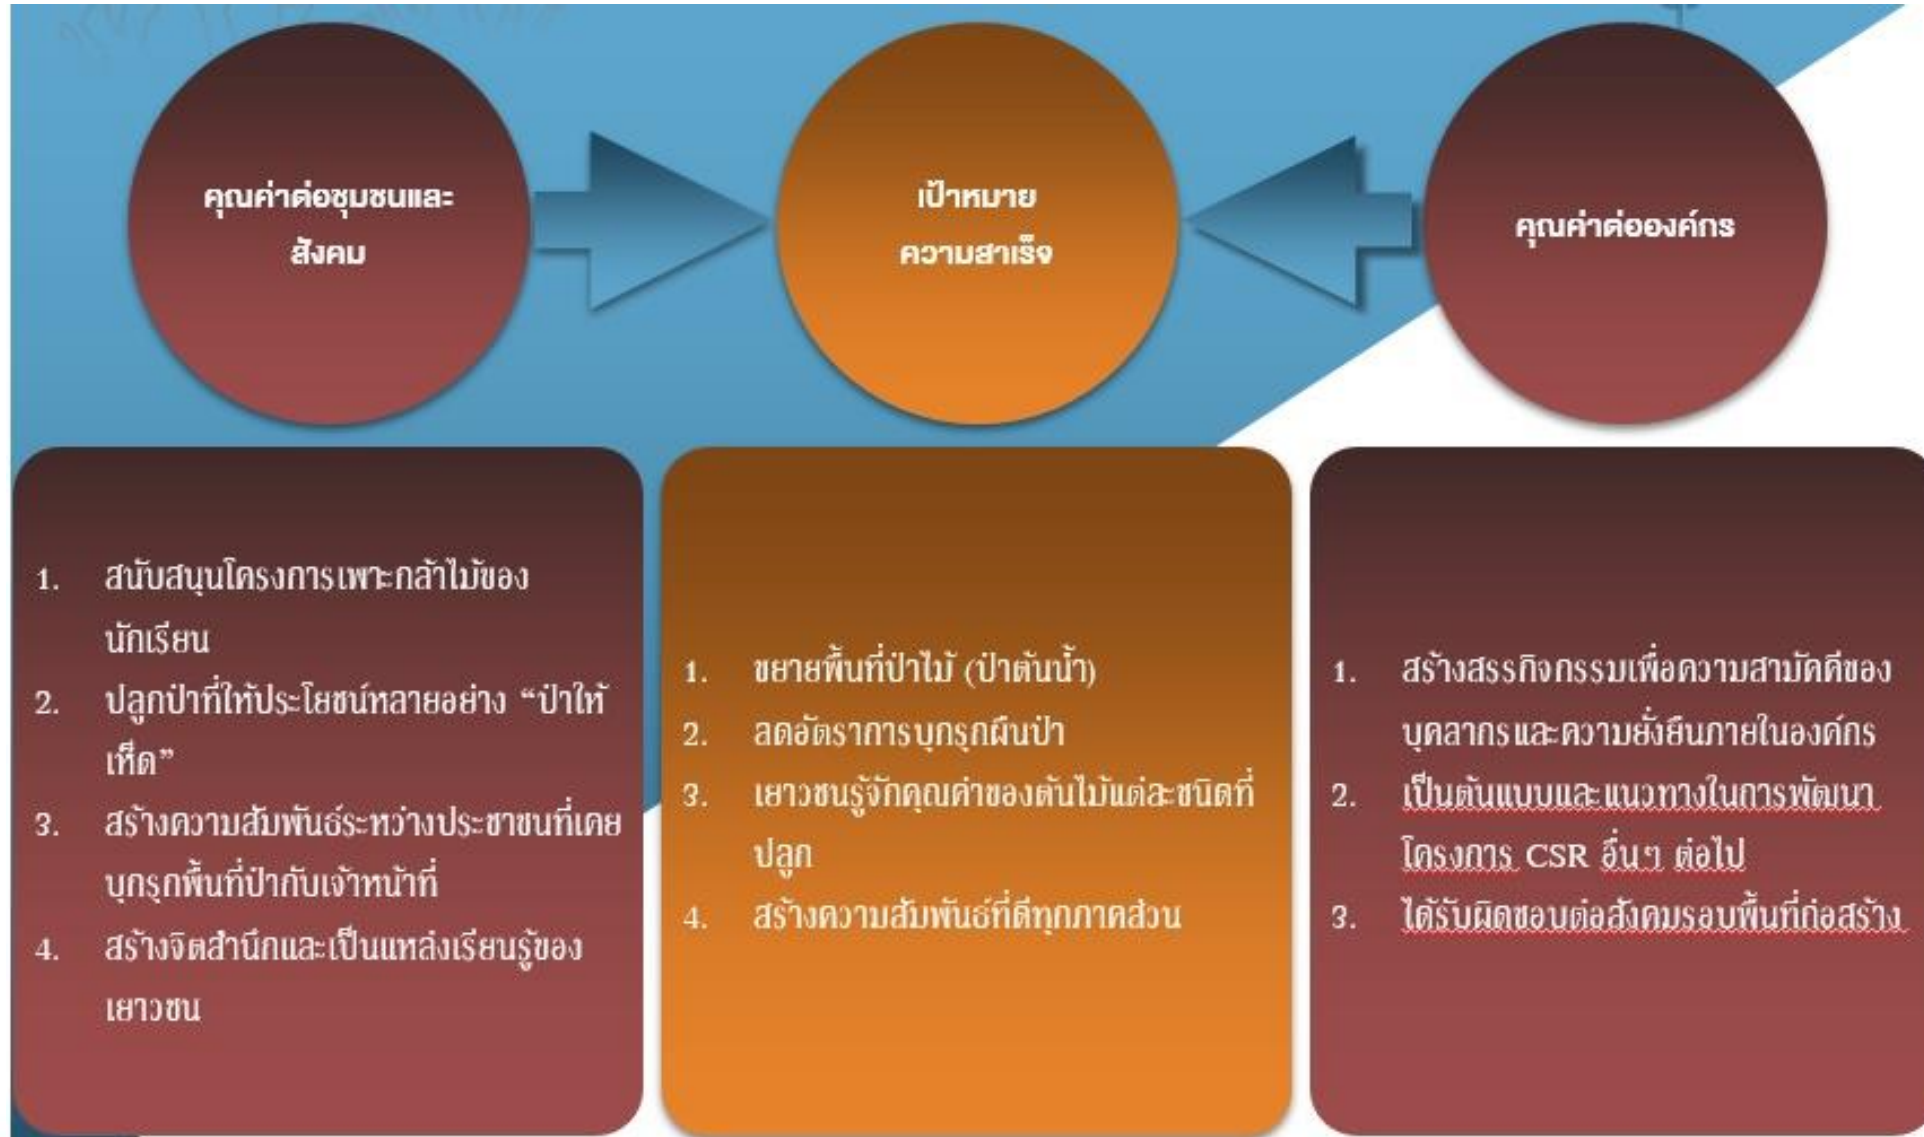 คุณค่าต่อชุมชนและ
สังคม
เป้าหมาย
ความสาเร็จ
คุณค่าต่อองค์กร
1. สนับสนุนโครงการเพาะกล้าไม้ของ
นักเรียน
2. ปลูกป่าที่ให้ประโยชน์หลายอย่าง “ป่าให้
เห็ด”
3. สร้างความสัมพันธ์ระหว่างประชาชนที่เคย
บุกรุกพื้นที่ป่ากับเจ้าหน้าที่
4. สร้างจิตสำนึกและเป็นแหล่งเรียนรู้ของ
เยาวชน
1. ขยายพื้นที่ป่าไม้ (ป่าต้นน้ำ)
2. ลดอัตราการบุกรุกผืนป่า
3. เยาวชนรู้จักคุณค่าของต้นไม้แต่ละชนิดที่
ปลูก
4. สร้างความสัมพันธ์ที่ดีทุกภาคส่วน
1. สร้างสรรกิจกรรมเพื่อความสามัคคีของ
บุคลากรและความยั่งยืนภายในองค์กร
2. เป็นต้นแบบและแนวทางในการพัฒนา
โครงการ CSR อื่นๆ ต่อไป
3. ได้รับผิดชอบต่อสังคมรอบพื้นที่ก่อสร้าง